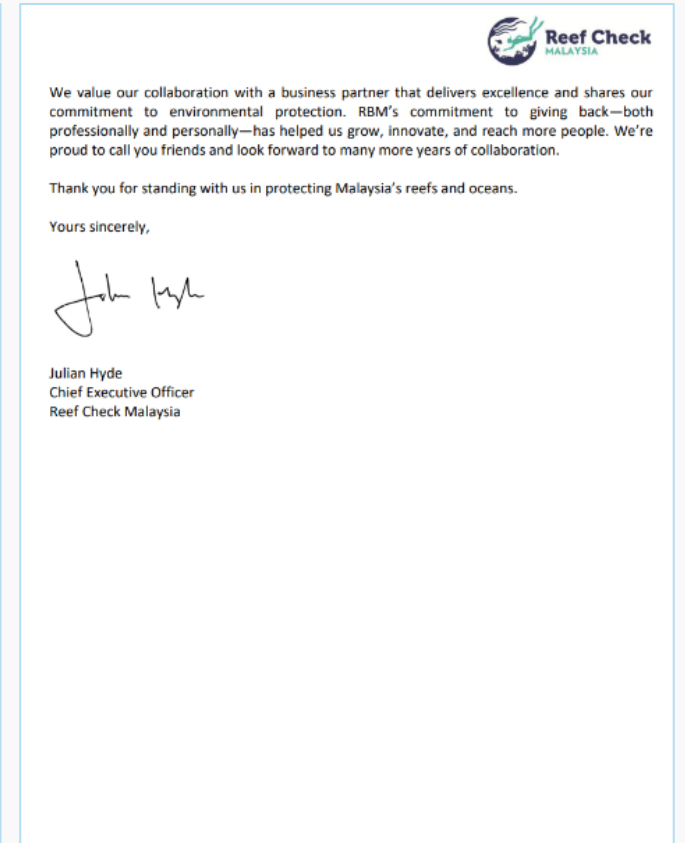 Reef Check
MALAYSIA
We value our collaboration with a business partner that delivers excellence and shares our
commitment to environmental protection. RBM’s commitment to giving back—both
professionally and personally—has helped us grow, innovate, and reach more people. We’re
proud to call you friends and look forward to many more years of collaboration.
Thank you for standing with us in protecting Malaysia’s reefs and oceans.
Yours sincerely,
Julian Hyde
Chief Executive Officer
Reef Check Malaysia